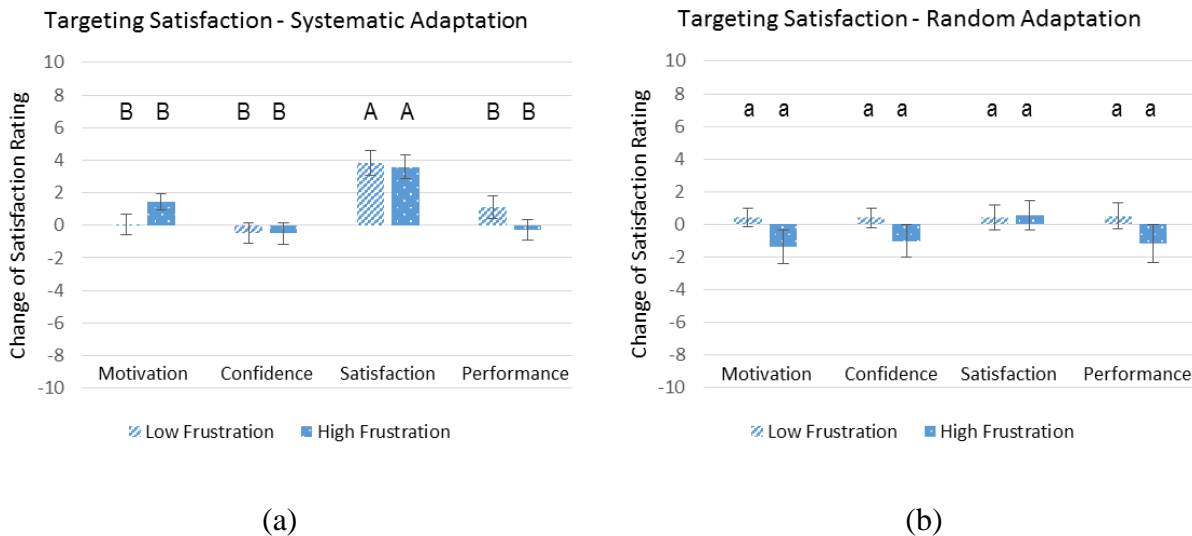 Targeting Satisfaction - Systematic Adaptation
Change of Satisfaction Rating
10
8
6
4
2
0
-2
-4
-6
-8
-10
B B B B A A B B
Motivation Confidence Satisfaction Performance
Low Frustration High Frustration
(a)
Targeting Satisfaction - Random Adaptation
Change of Satisfaction Rating
10
8
6
4
2
0
-2
-4
-6
-8
-10
a a a a a a a a
Motivation Confidence Satisfaction Performance
Low Frustration High Frustration
(b)